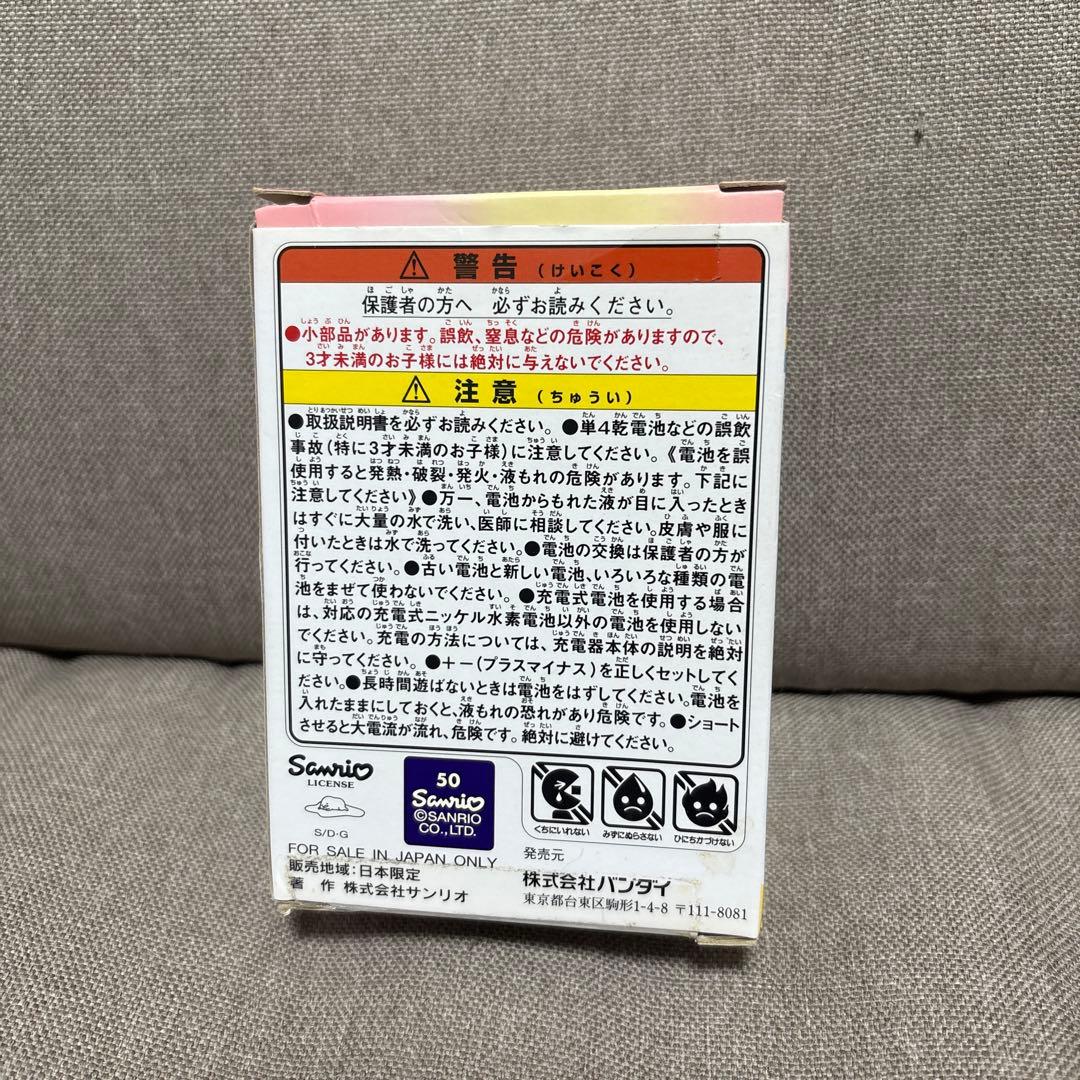 警告 (けいこく)
保護者の方へ 必ずお読みください。
●小部品があります。誤飲、窒息などの危険がありますので、
3才未満のお子様には絶対に与えないでください。
注意 (ちゅうい)
●取扱説明書を必ずお読みください。●単4乾電池などの誤飲
事故(特に3才未満のお子様)に注意してください。《電池を誤
使用すると発熱・破裂・発火・液もれの危険があります。下記に
注意してください》●万一、電池からもれた液が目に入ったとき
はすぐに大量の水で洗い、医師に相談してください。皮膚や服に
付いたときは水で洗ってください。●電池の交換は保護者の方が
行ってください。●古い電池と新しい電池、いろいろな種類の電
池をまぜて使わないでください。●充電式電池を使用する場合
は、対応の充電式ニッケル水素電池以外の電池を使用しない
でください。充電の方法については、充電器本体の説明を絶対
に守ってください。●+-(プラスマイナス)を正しくセットしてく
ださい。●長時間遊ばないときは電池をはずしてください。電池を
入れたままにしておくと、液もれの恐れがあり危険です。●ショート
させると大電流が流れ、危険です。絶対に避けてください。
Sanrio
LICENSE
S/D・G
50
Sanrio
©SANRIO
CO., LTD.
くちにいれない
みずにぬらさない
ひにちかづけない
FOR SALE IN JAPAN ONLY
販売地域:日本限定
著 作 株式会社サンリオ
発売元
株式会社バンダイ
東京都台東区駒形1-4-8 〒111-8081